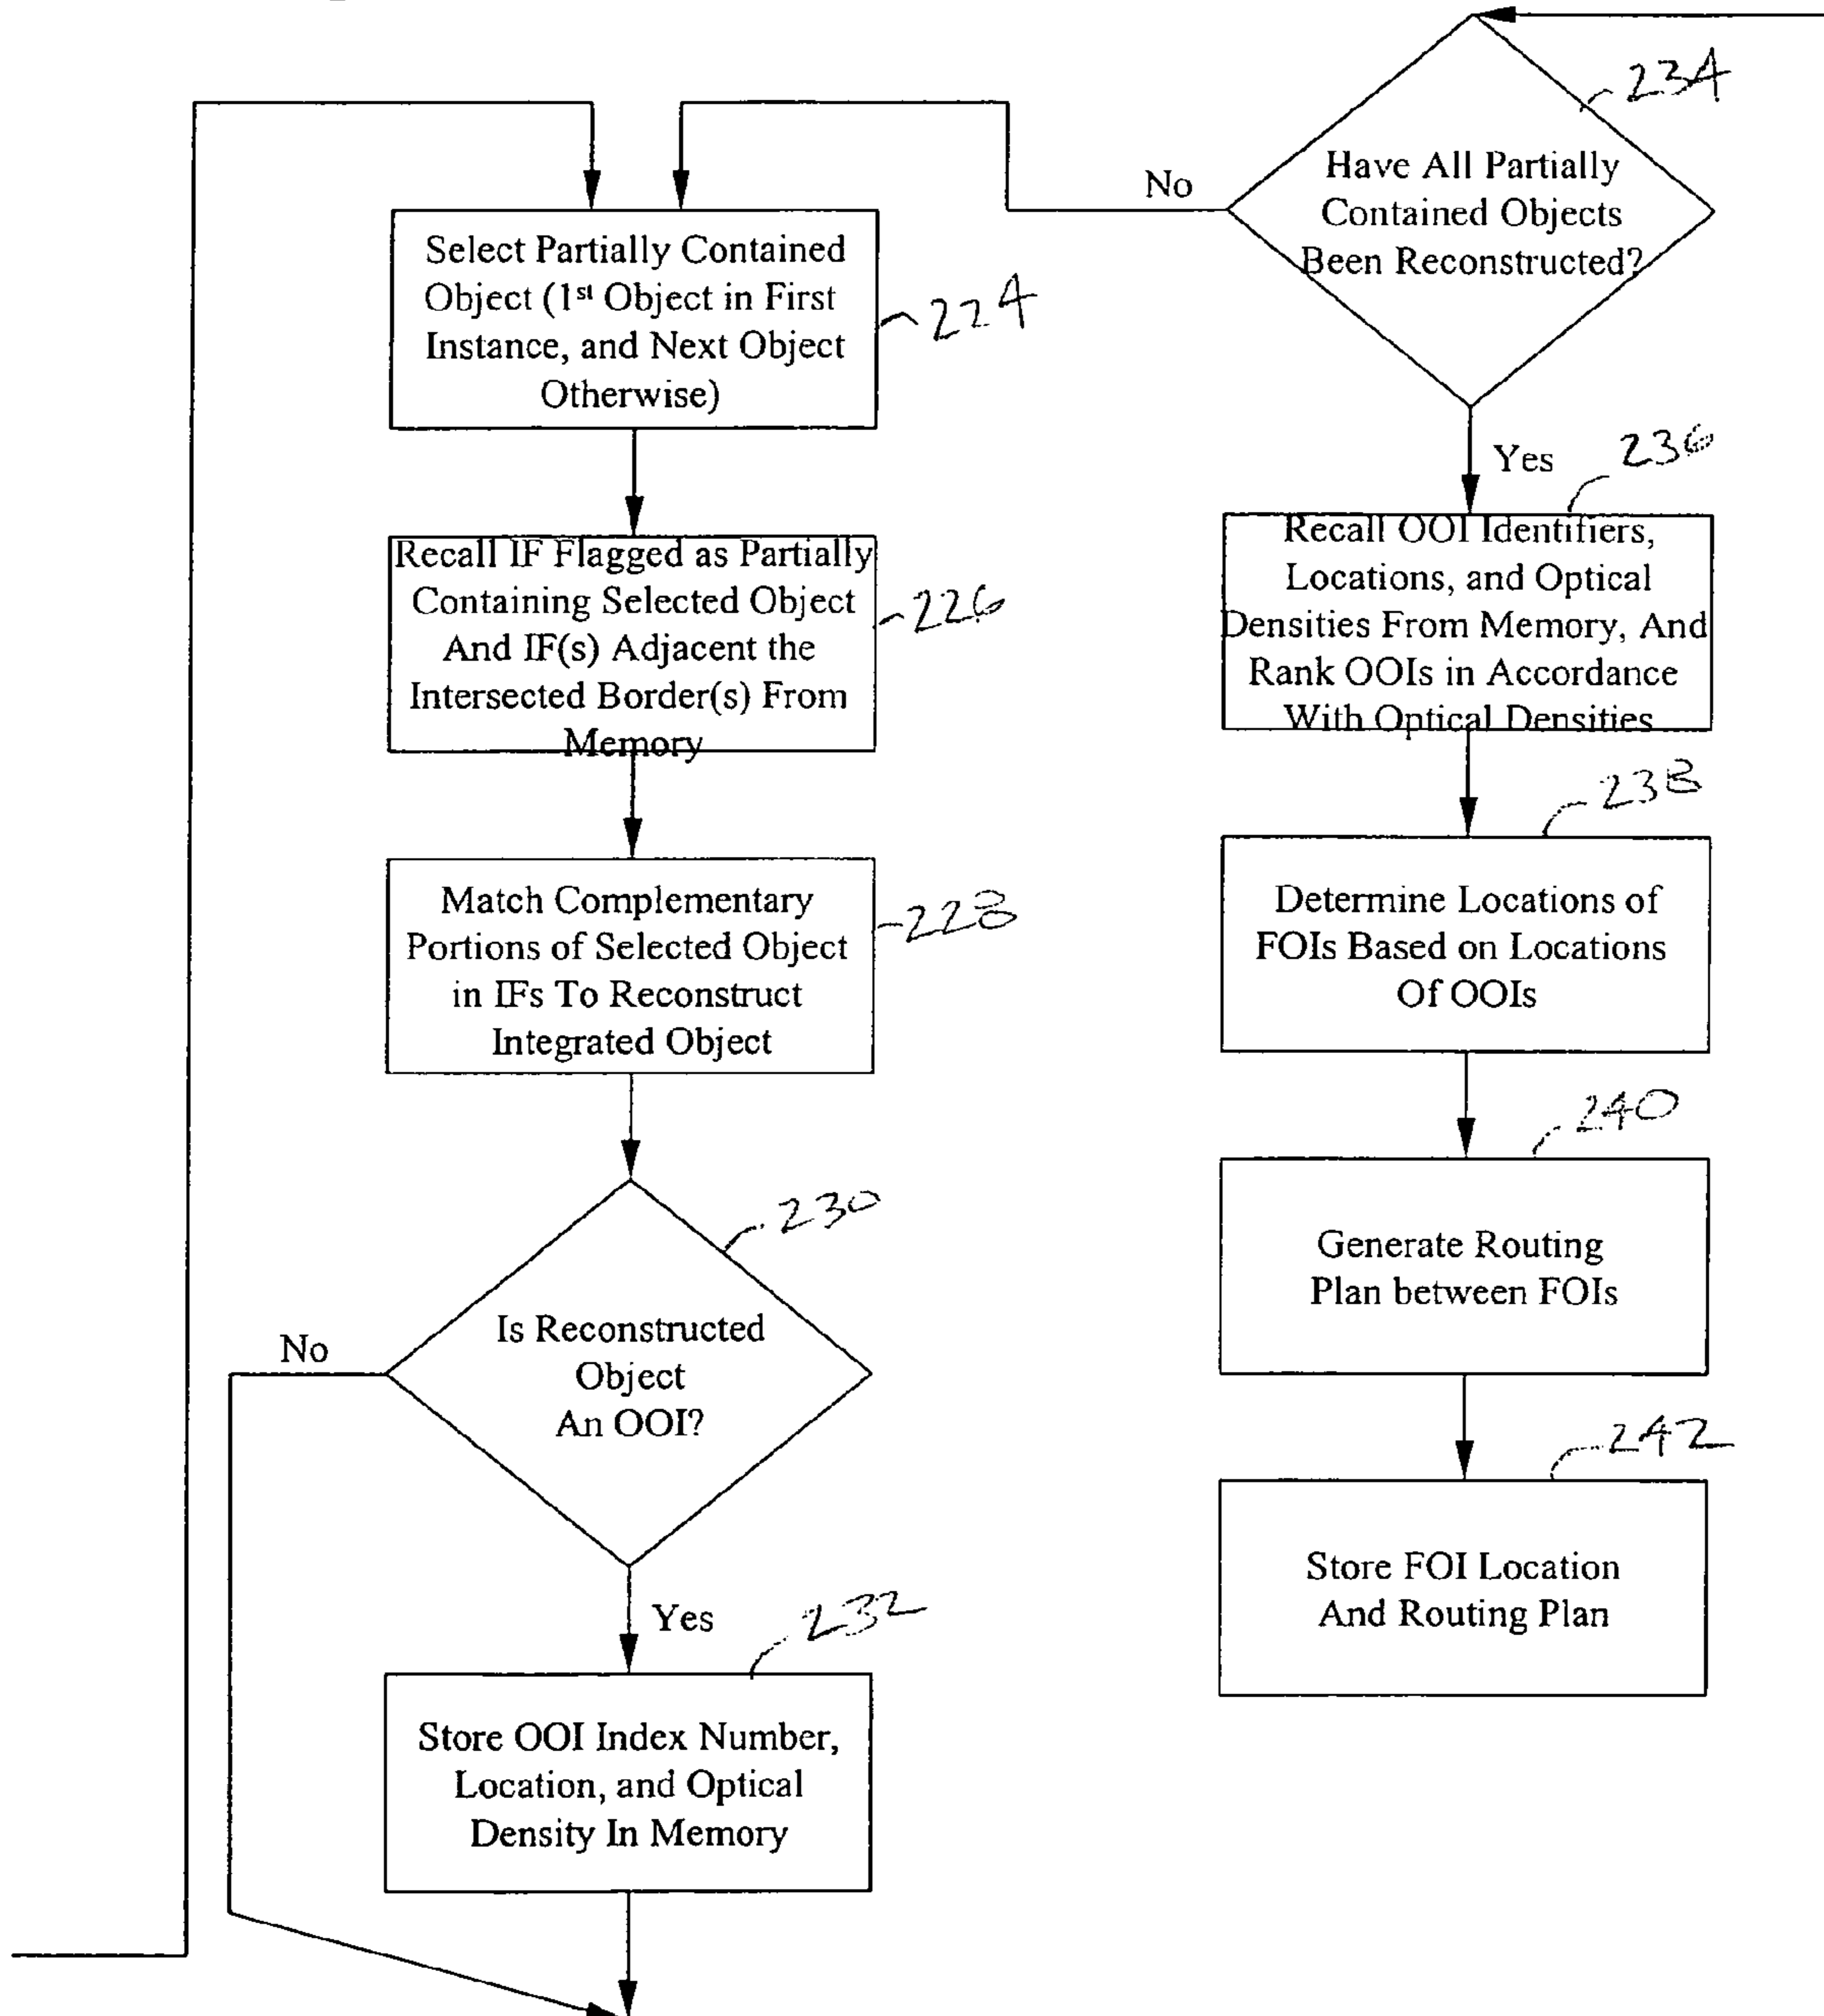 Select Partially Contained
Object (1st Object in First
Instance, and Next Object
Otherwise)
224
Recall IF Flagged as Partially
Containing Selected Object
And IF(s) Adjacent the
Intersected Border(s) From
Memory
226
Match Complementary
Portions of Selected Object
in IFs To Reconstruct
Integrated Object
228
Is Reconstructed
Object
An OOI?
230
No
Yes
Store OOI Index Number,
Location, and Optical
Density In Memory
232
Have All Partially
Contained Objects
Been Reconstructed?
234
No
Yes
Recall OOI Identifiers,
Locations, and Optical
Densities From Memory, And
Rank OOIs in Accordance
With Optical Densities
236
Determine Locations of
FOIs Based on Locations
Of OOIs
238
Generate Routing
Plan between FOIs
240
Store FOI Location
And Routing Plan
242